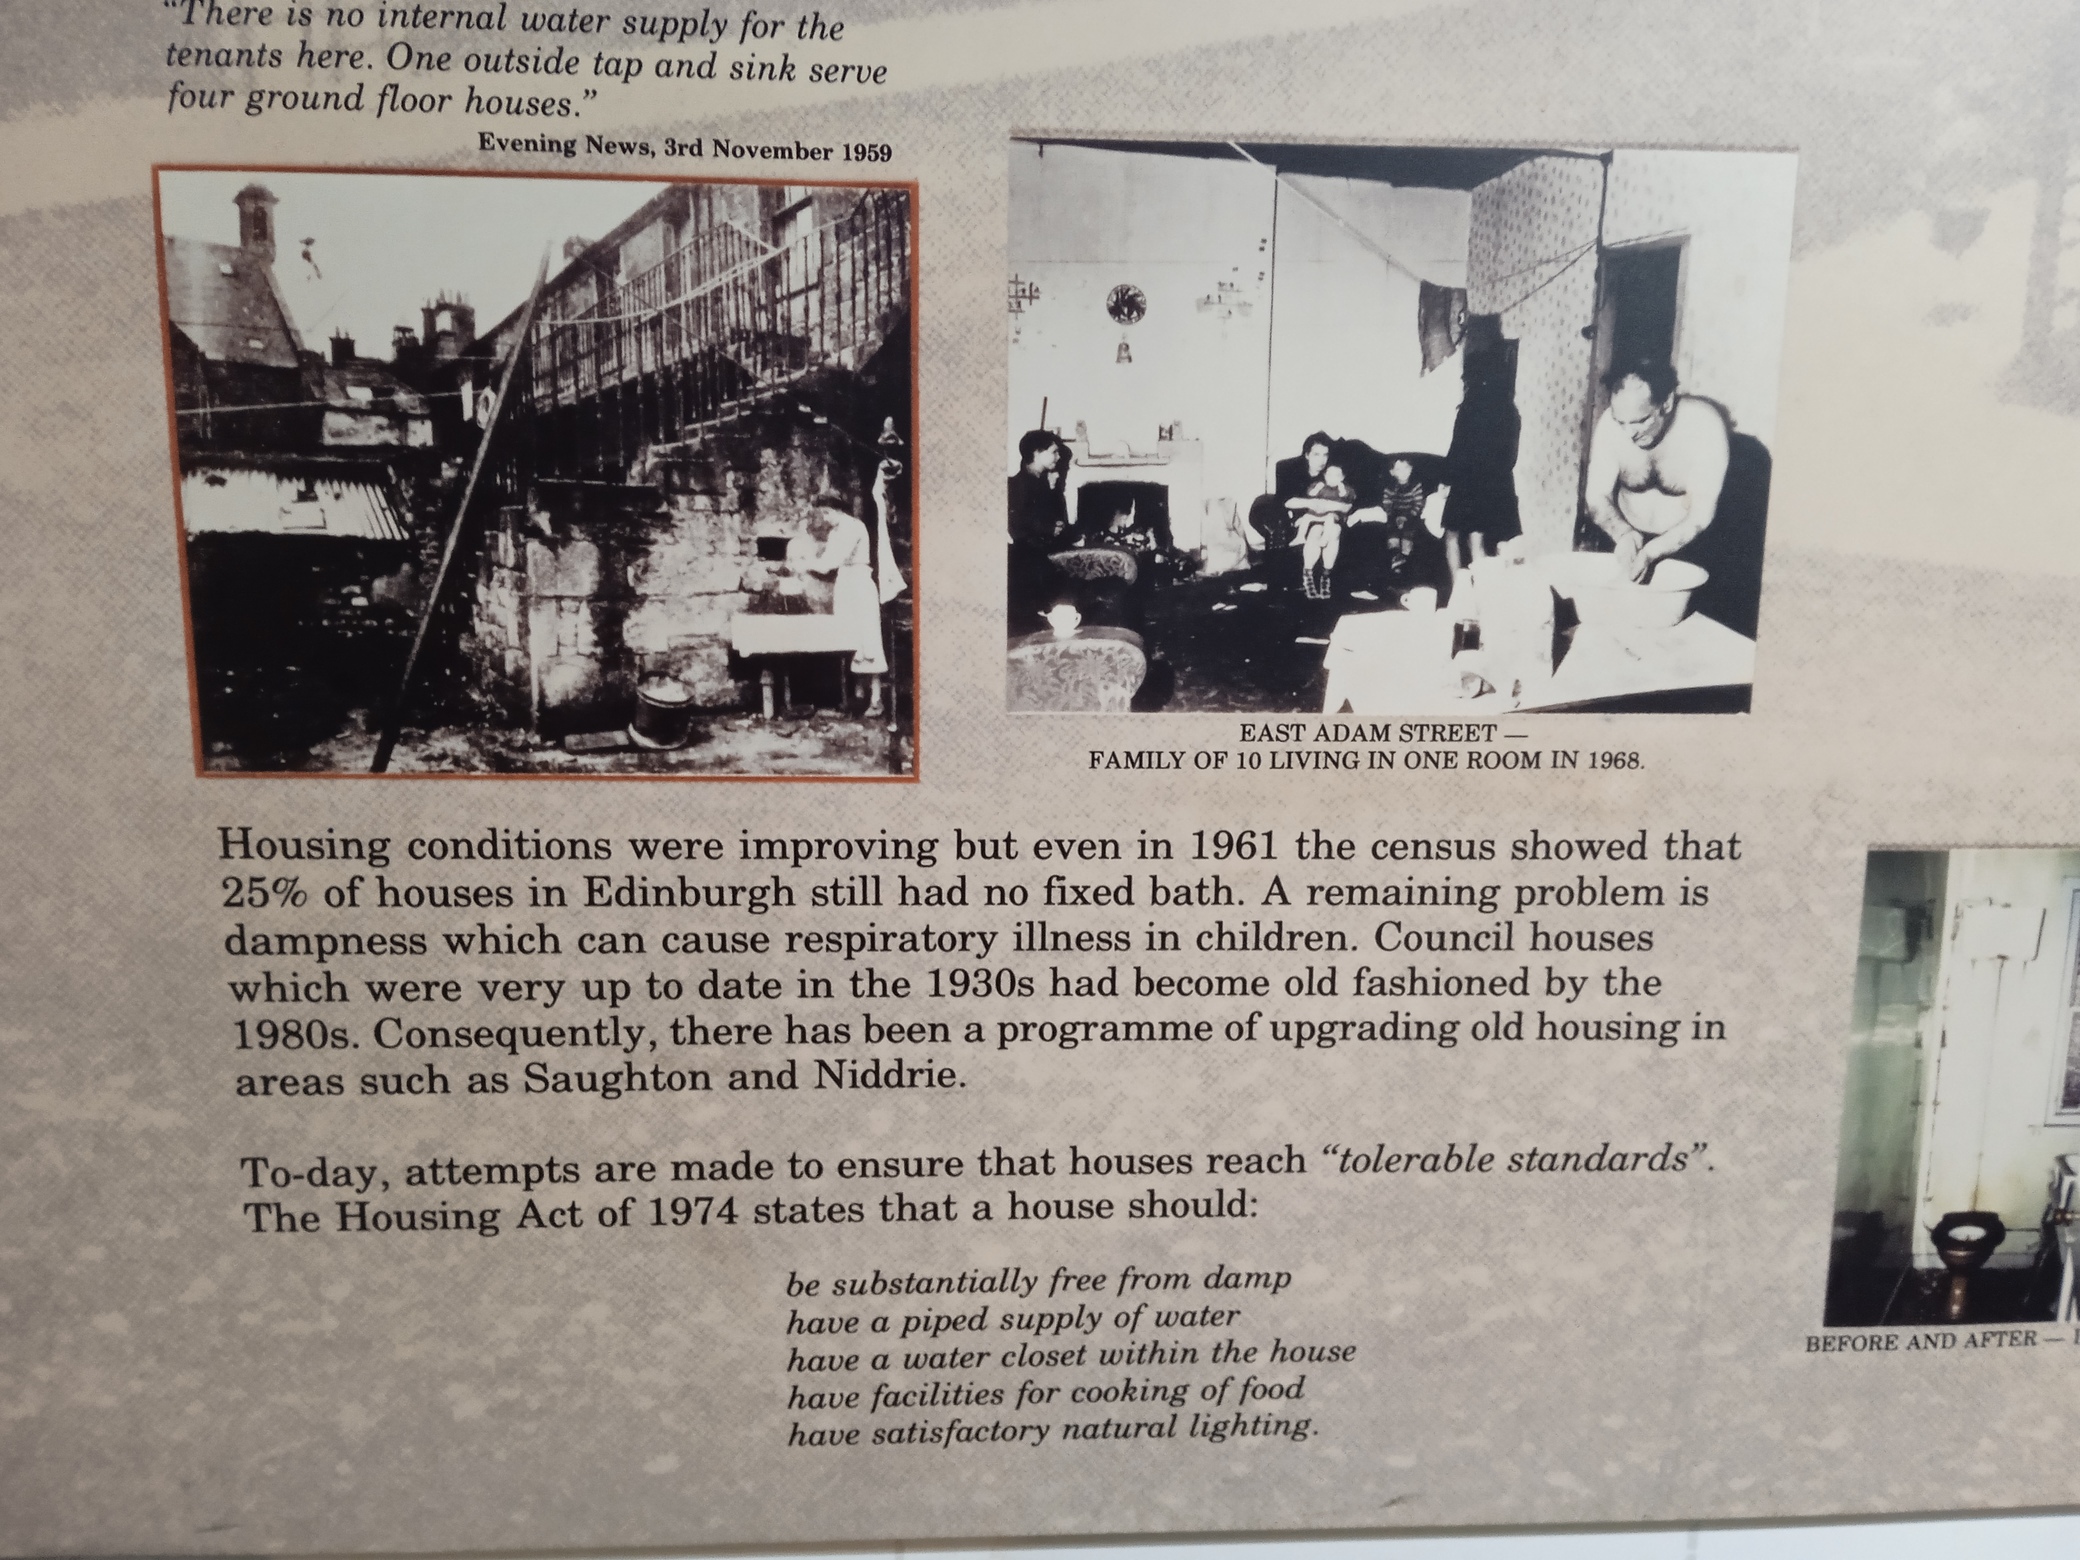 "There is no internal water supply for the
tenants here. One outside tap and sink serve
four ground floor houses."
Evening News, 3rd November 1959
EAST ADAM STREET —
FAMILY OF 10 LIVING IN ONE ROOM IN 1968.
Housing conditions were improving but even in 1961 the census showed that
25% of houses in Edinburgh still had no fixed bath. A remaining problem is
dampness which can cause respiratory illness in children. Council houses
which were very up to date in the 1930s had become old fashioned by the
1980s. Consequently, there has been a programme of upgrading old housing in
areas such as Saughton and Niddrie.
To-day, attempts are made to ensure that houses reach "tolerable standards".
The Housing Act of 1974 states that a house should:
be substantially free from damp
have a piped supply of water
have a water closet within the house
have facilities for cooking of food
have satisfactory natural lighting.
BEFORE AND AFTER —